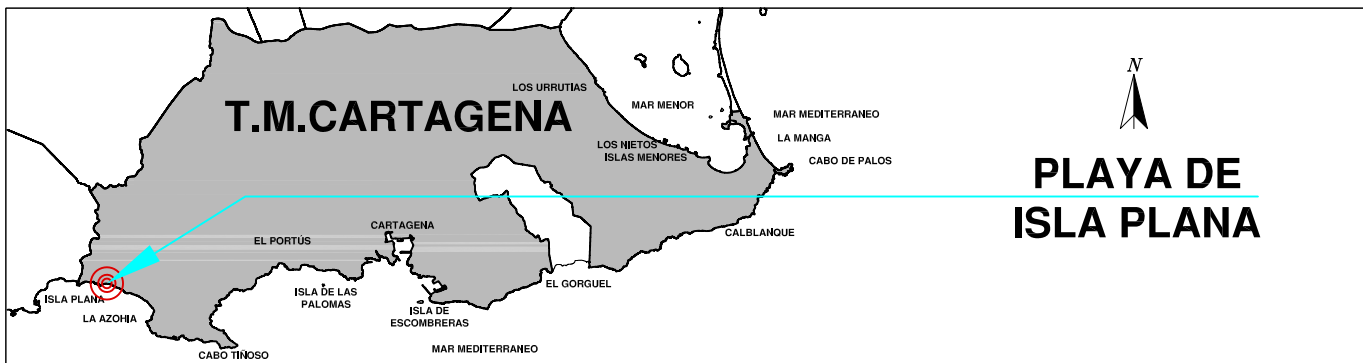 LOS URRUTÍAS
T.M.CARTAGENA
MAR MENOR
MAR MEDITERRANEO
LA MANGA
LOS NIETOS
ISLAS MENORES
CABO DE PALOS
N
PLAYA DE
ISLA PLANA
CARTAGENA
EL PORTÚS
CALBLANQUE
EL GORGUEL
ISLA DE LAS
PALOMAS
ISLA PLANA
LA AZOHIA
ISLA DE
ESCOMBRERAS
CABO TIÑOSO
MAR MEDITERRANEO